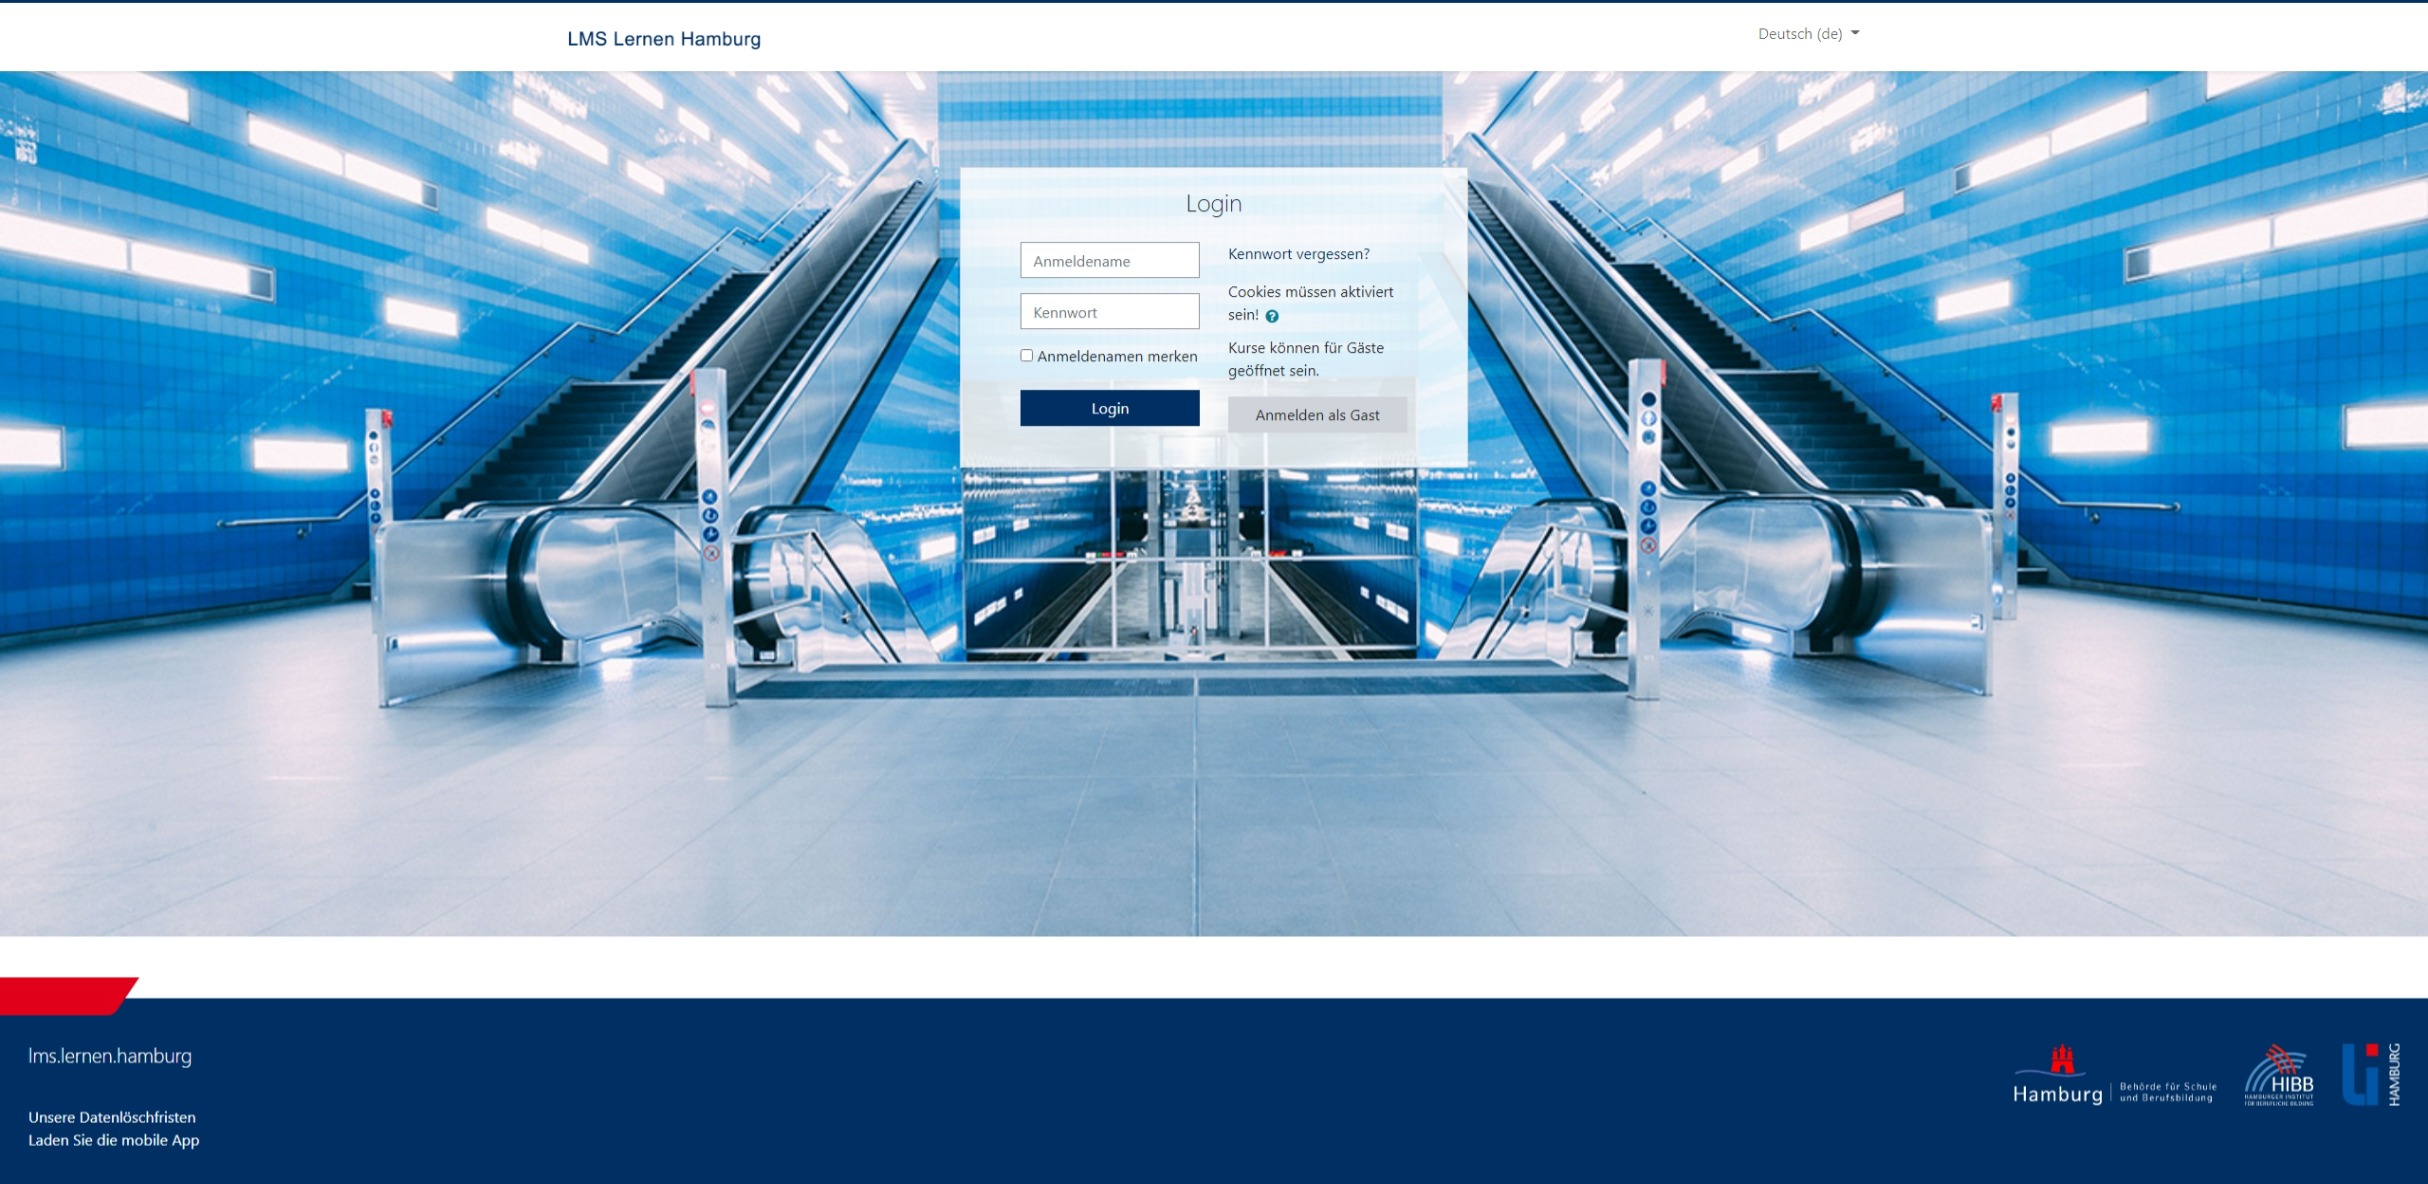 LMS Lernen Hamburg
Deutsch (de)
Login
Anmeldename
Kennwort
Anmeldenamen merken
Login
Kennwort vergessen?
Cookies müssen aktiviert
sein!
Kurse können für Gäste
geöffnet sein.
Anmelden als Gast
lms.lernen.hamburg
Unsere Datenlöschfristen
Laden Sie die mobile App
Hamburg
Behörde für Schule
und Berufsbildung
HIBB
HAMBURGER INSTITUT
FÜR BERUFLICHE BILDUNG
li
HAMBURG